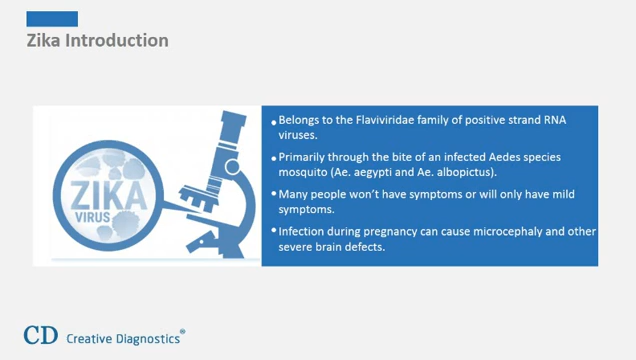 Zika Introduction
ZIKA
VIRUS
• Belongs to the Flaviviridae family of positive strand RNA
viruses.
• Primarily through the bite of an infected Aedes species
mosquito (Ae. aegypti and Ae. albopictus).
• Many people won’t have symptoms or will only have mild
symptoms.
• Infection during pregnancy can cause microcephaly and other
severe brain defects.
CD Creative Diagnostics®